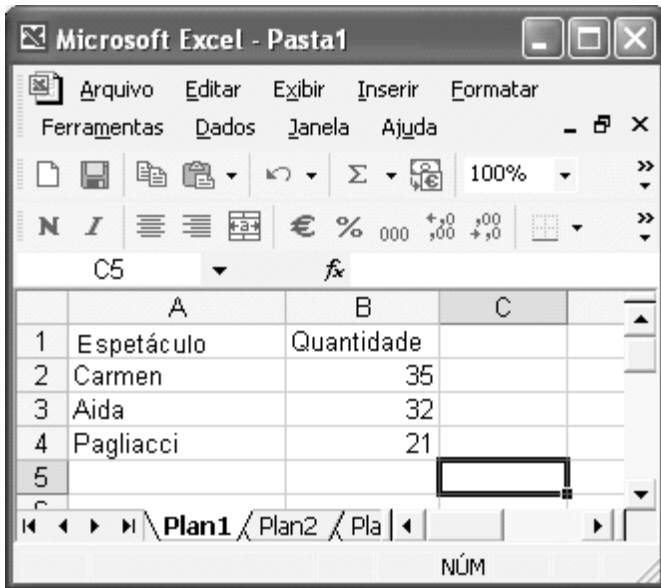 Microsoft Excel - Pasta1
Arquivo Editar Exibir Inserir Formatar
Ferramentas Dados Janela Ajuda
Σ 100% »
N I € % 000 ,00 ,00 »
C5 fx
A B C
1 Espetáculo Quantidade
2 Carmen 35
3 Aida 32
4 Pagliacci 21
5
Plan1 Plan2 Pla
NÚM